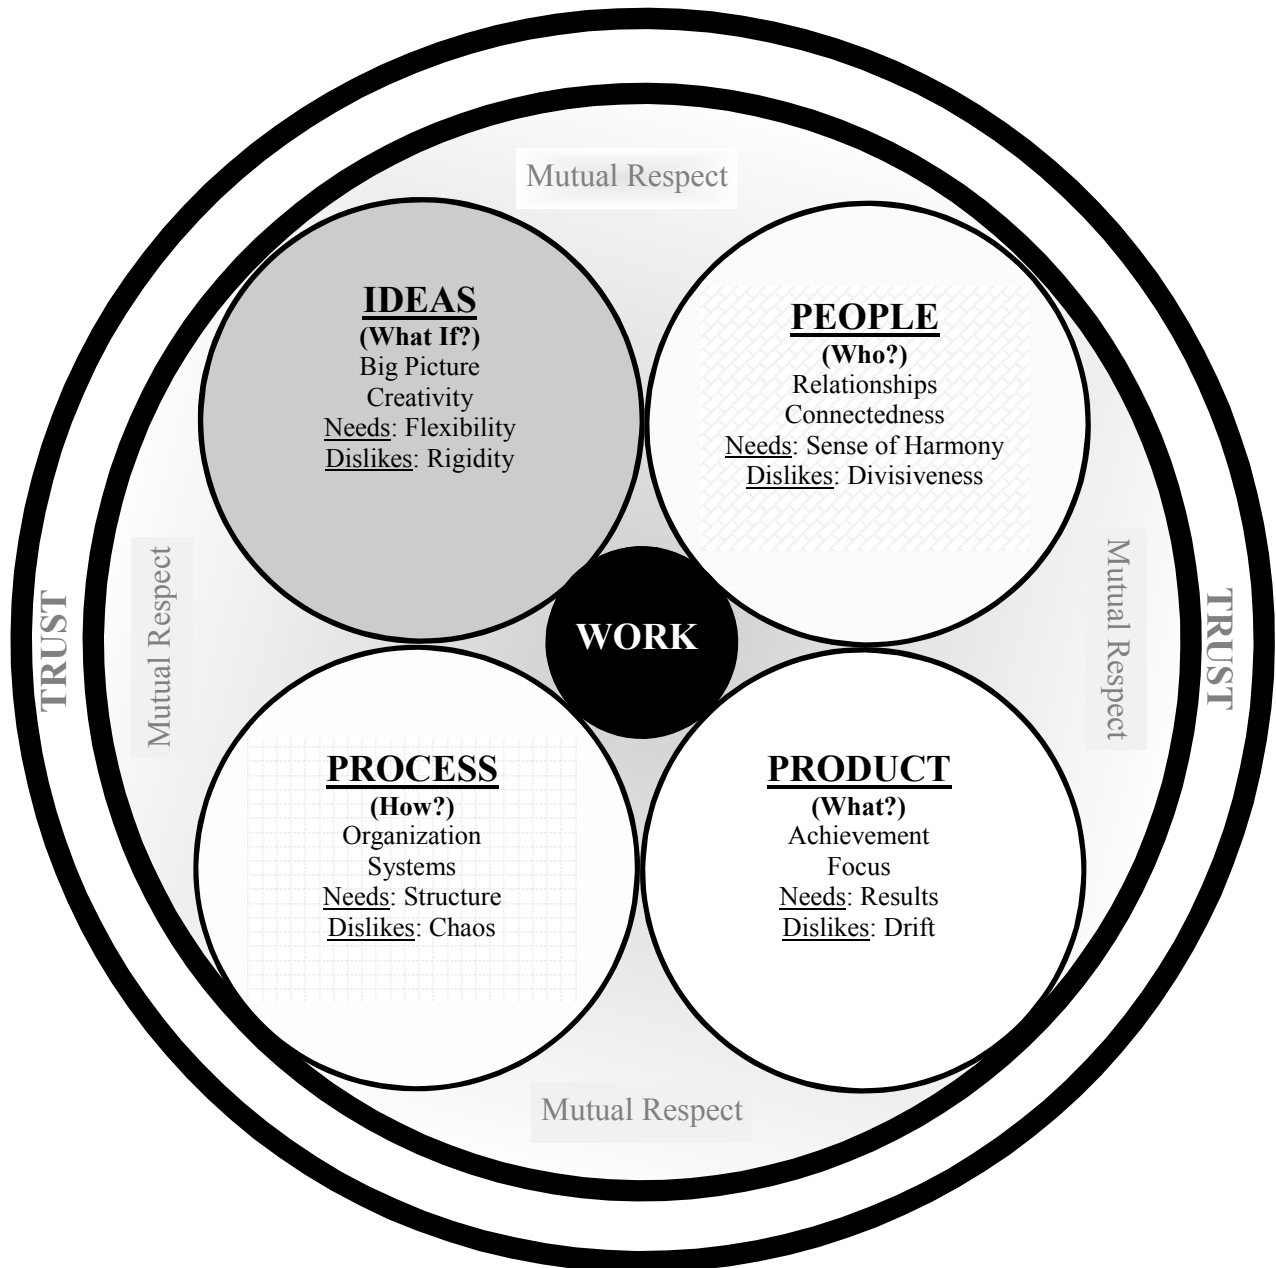 Mutual Respect
IDEAS
(What If?)
Big Picture
Creativity
Needs: Flexibility
Dislikes: Rigidity
PEOPLE
(Who?)
Relationships
Connectedness
Needs: Sense of Harmony
Dislikes: Divisiveness
TRUST
Mutual Respect
WORK
Mutual Respect
TRUST
PROCESS
(How?)
Organization
Systems
Needs: Structure
Dislikes: Chaos
PRODUCT
(What?)
Achievement
Focus
Needs: Results
Dislikes: Drift
Mutual Respect